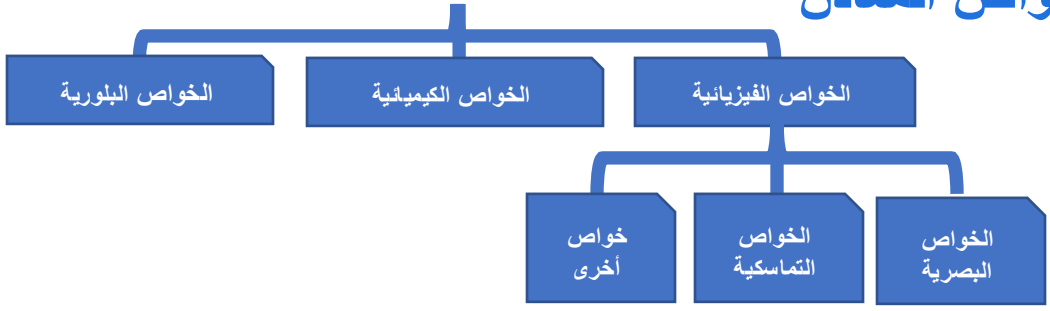 الخواص الفيزيائية
الخواص الكيميائية
الخواص البلورية
الخواص
البصرية
الخواص
التماسكية
خواص
أخرى